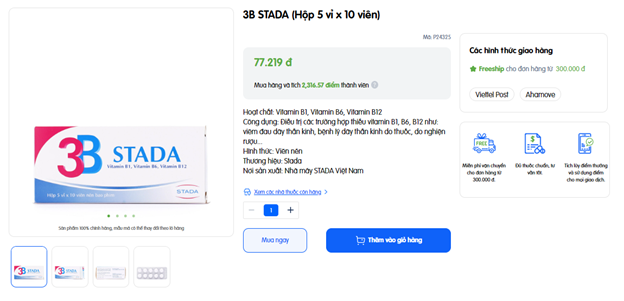 3B STADA (Hộp 5 vỉ x 10 viên)
Mã: P24325
77.219 đ
Mua hàng và tích 2,316.57 điểm thành viên ?
Hoạt chất: Vitamin B1, Vitamin B6, Vitamin B12
Công dụng: Điều trị các trường hợp thiếu vitamin B1, B6, B12 như:
viêm đau dây thần kinh, bệnh lý dây thần kinh do thuốc, do nghiện
rượu...
Hình thức: Viên nén
Thương hiệu: Stada
Nơi sản xuất: Nhà máy STADA Việt Nam
Xem các nhà thuốc còn hàng >
− 1 +
Mua ngay
Thêm vào giỏ hàng
3B STADA
Vitamin B1, Vitamin B6, Vitamin B12
STADA
Sản phẩm 100% chính hãng, mẫu mã có thể thay đổi theo lô hàng
3B STADA
3B STADA
Các hình thức giao hàng
Freeship cho đơn hàng từ 300.000 đ
Viettel Post
Ahamove
FREE
Miễn phí vận chuyển
cho đơn hàng từ
300.000 đ.
Đủ thuốc chuẩn, tư
vấn tốt.
Tích lũy điểm thưởng
và sử dụng điểm
cho mọi giao dịch.